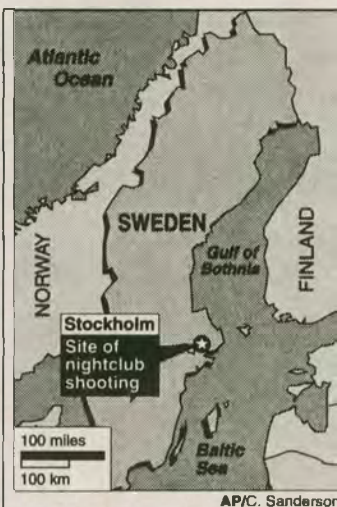 Atlantic
Ocean
SWEDEN
NORWAY
Gulf of
Bothnia
FINLAND
Stockholm
Site of
nightclub
shooting
100 miles
100 km
Baltic
Sea
AP/C. Sanderson